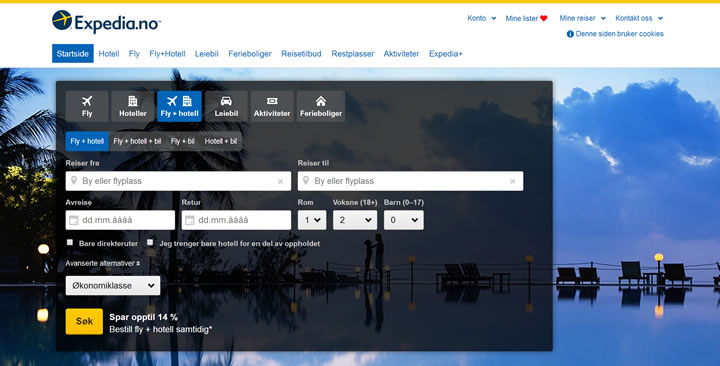 Expedia.no™
Konto
Mine lister
Mine reiser
Kontakt oss
Denne siden bruker cookies
Startside Hotell Fly Fly+Hotell Leiebil Ferieboliger Reisetilbud Restplasser Aktiviteter Expedia+
Fly Hoteller Fly + hotell Leiebil Aktiviteter Ferieboliger
Fly + hotell Fly + hotell + bil Fly + bil Hotell + bil
Reiser fra Reiser til
By eller flyplass × By eller flyplass ×
Avreise Retur Rom Voksne (18+) Barn (0–17)
dd.mm.åååå dd.mm.åååå 1 2 0
Bare direkteruter Jeg trenger bare hotell for en del av oppholdet
Avanserte alternativer
Økonomiklasse
Søk
Spar opptil 14 %
Bestill fly + hotell samtidig*